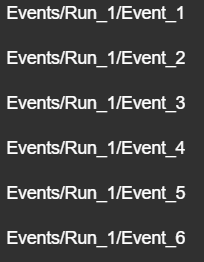 Events/Run_1/Event_1
Events/Run_1/Event_2
Events/Run_1/Event_3
Events/Run_1/Event_4
Events/Run_1/Event_5
Events/Run_1/Event_6